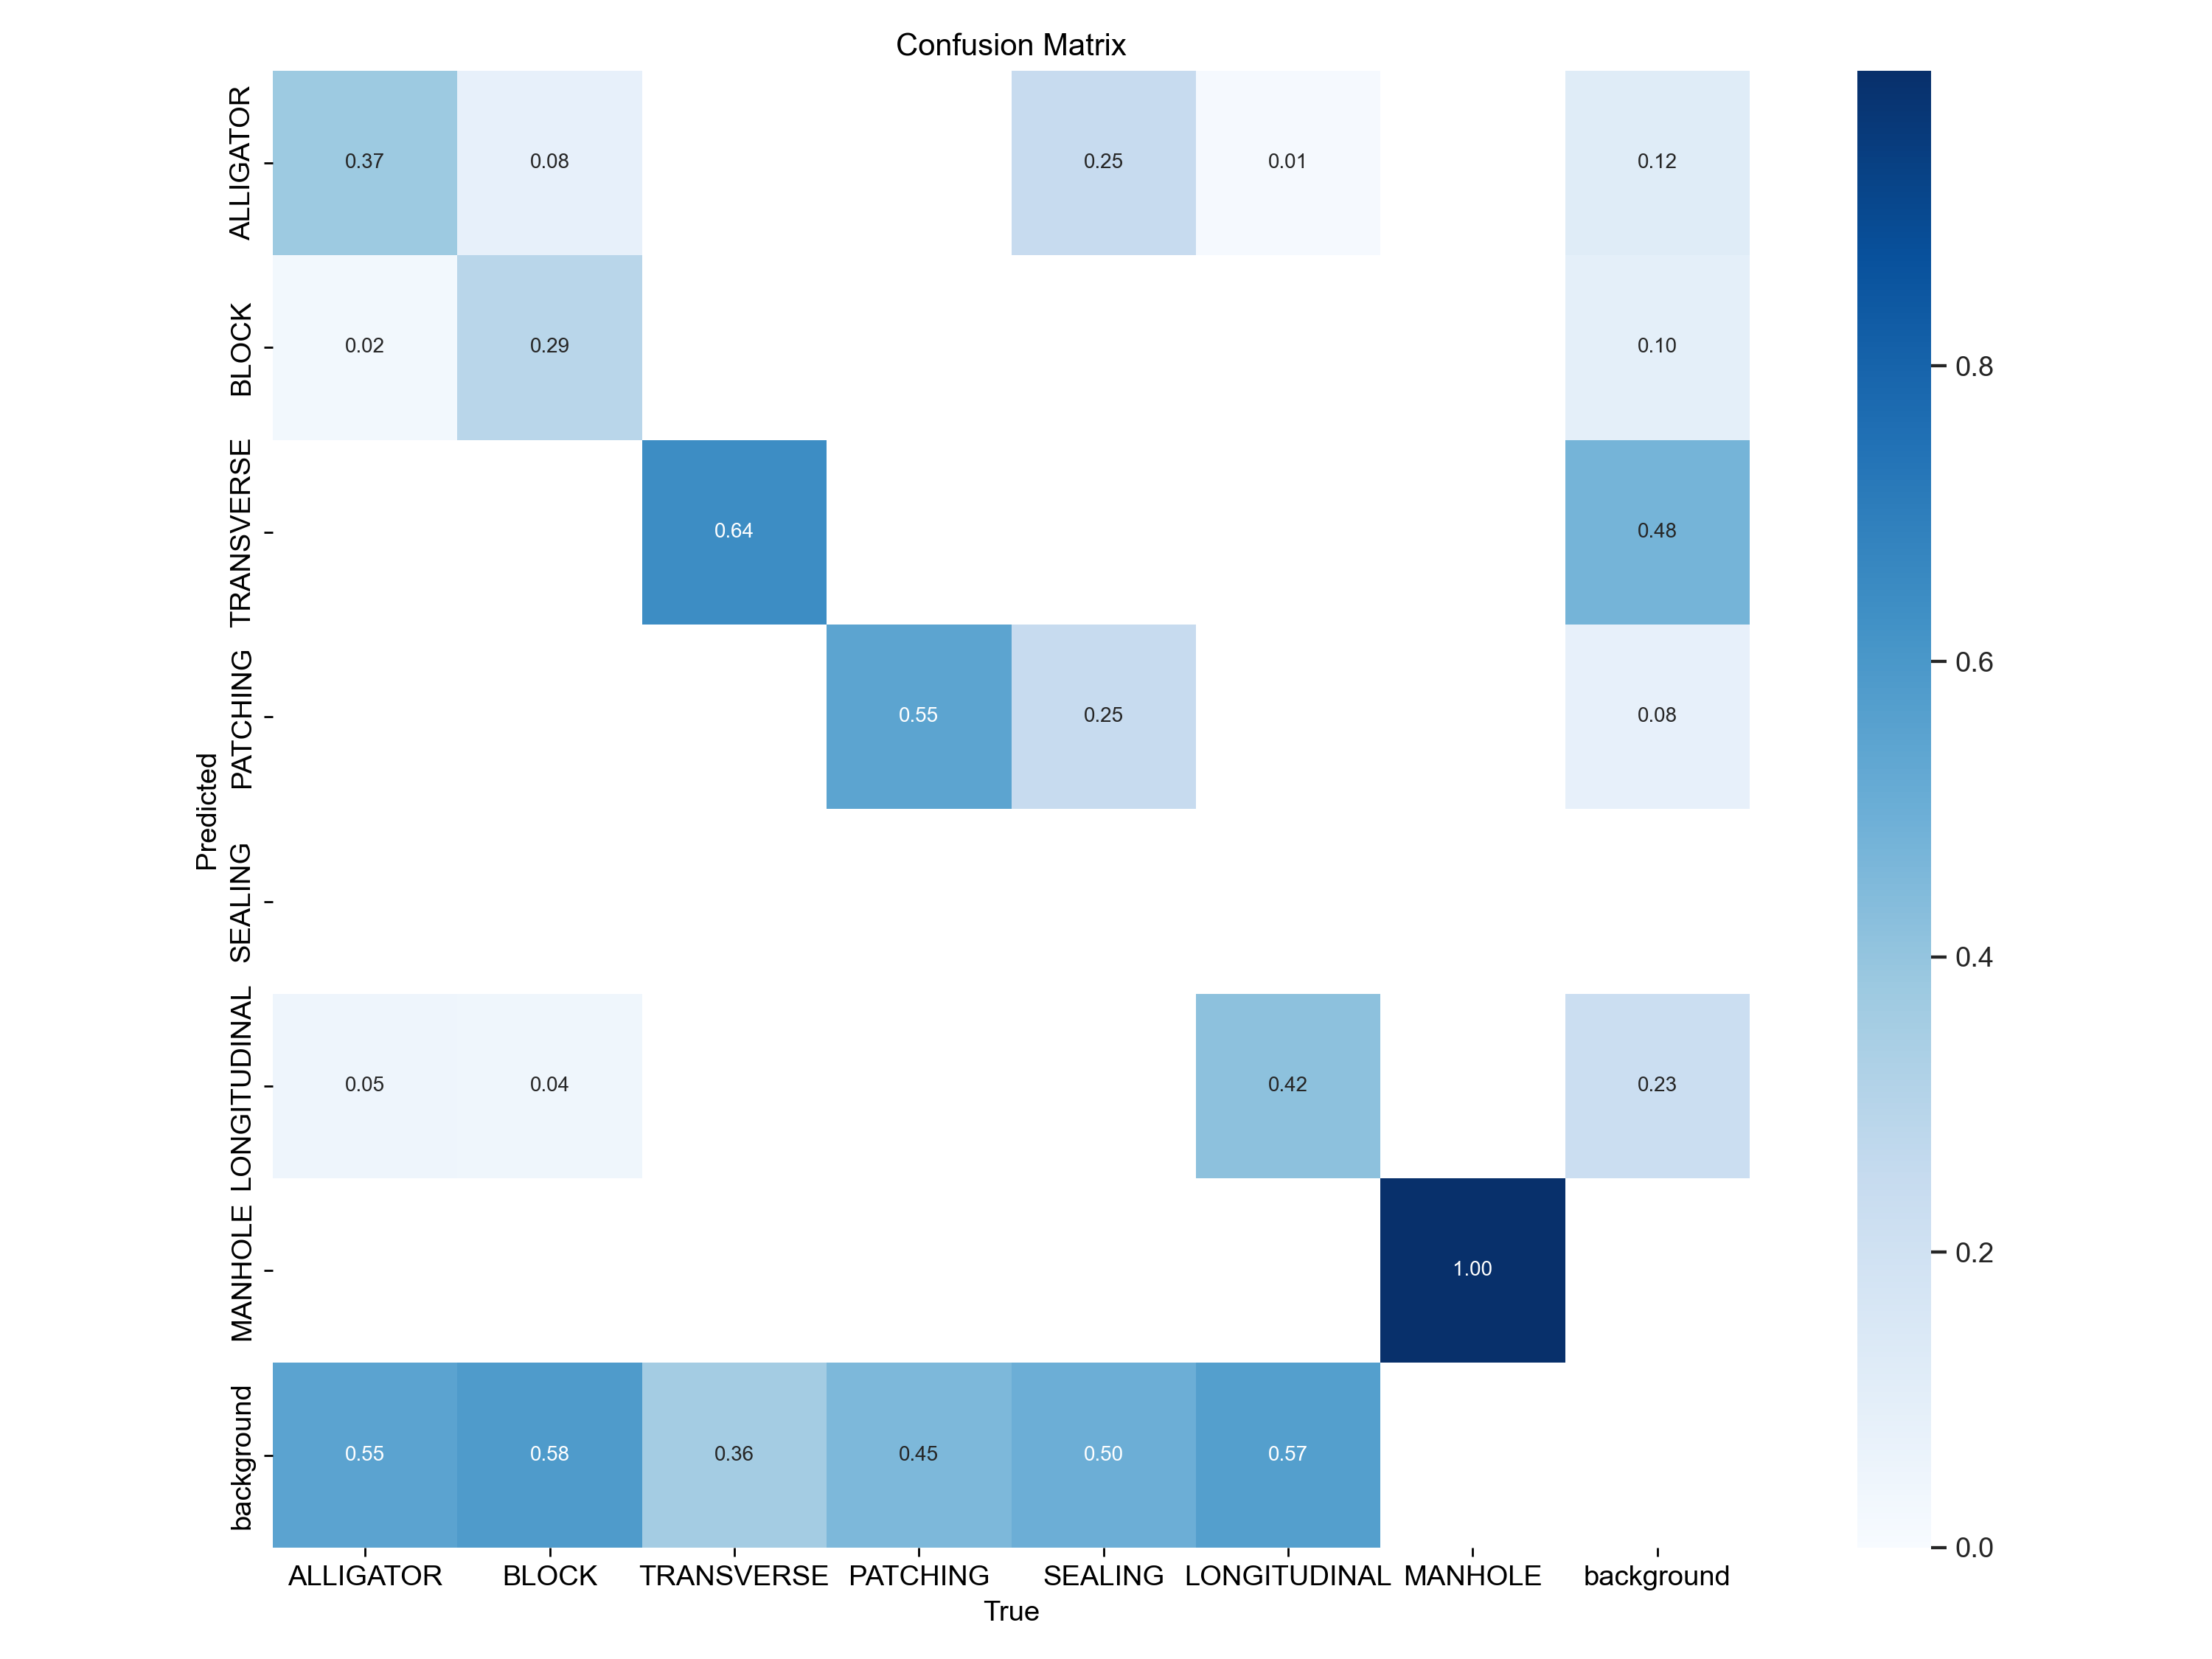 Confusion Matrix
ALLIGATOR
0.37 0.08 0.25 0.01 0.12
BLOCK
0.02 0.29 0.10
0.8
TRANSVERSE
0.64 0.48
0.6
PATCHING
0.55 0.25 0.08
Predicted
SEALING
0.4
LONGITUDINAL
0.05 0.04 0.42 0.23
0.2
MANHOLE
1.00
background
0.55 0.58 0.36 0.45 0.50 0.57
0.0
ALLIGATOR BLOCK TRANSVERSE PATCHING SEALING LONGITUDINAL MANHOLE background
True